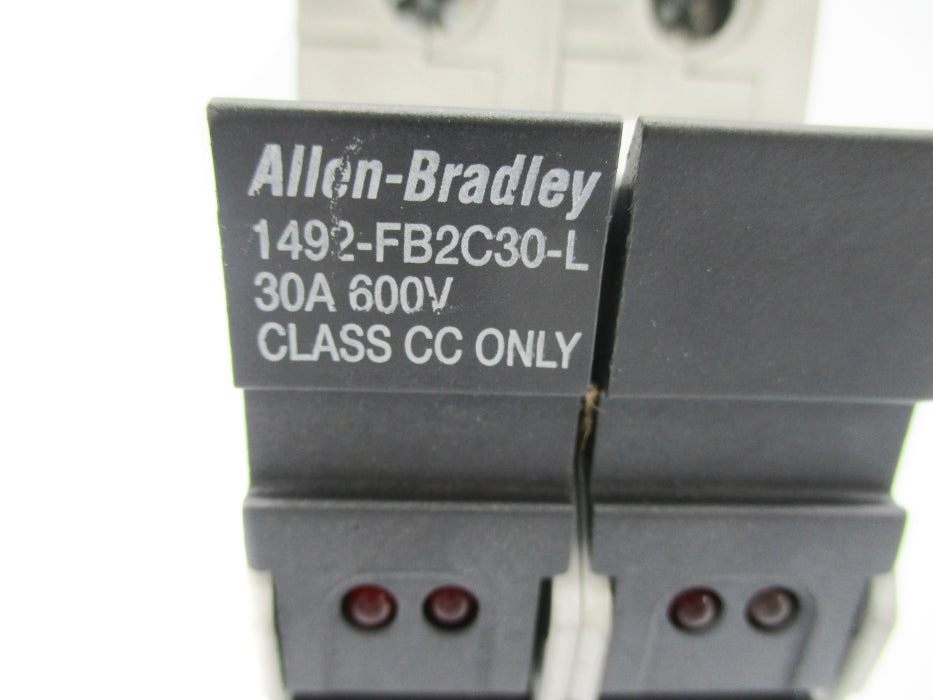 Allen-Bradley
1492-FB2C30-L
30A 600V
CLASS CC ONLY